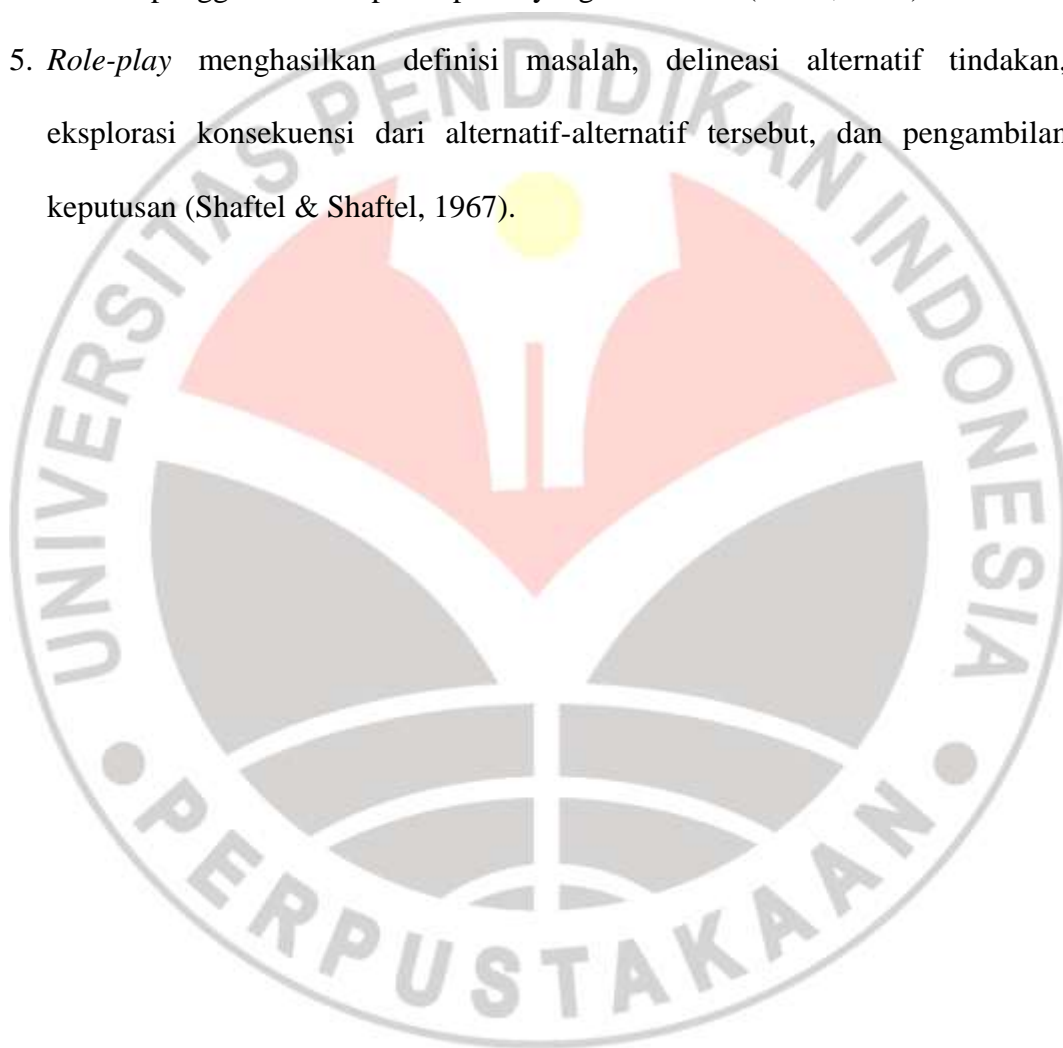 5. Role-play menghasilkan definisi masalah, delineasi alternatif tindakan,
eksplorasi konsekuensi dari alternatif-alternatif tersebut, dan pengambilan
keputusan (Shaftel & Shaftel, 1967).
UNIVERSITAS PENDIDIKAN INDONESIA
PERPUSTAKAAN